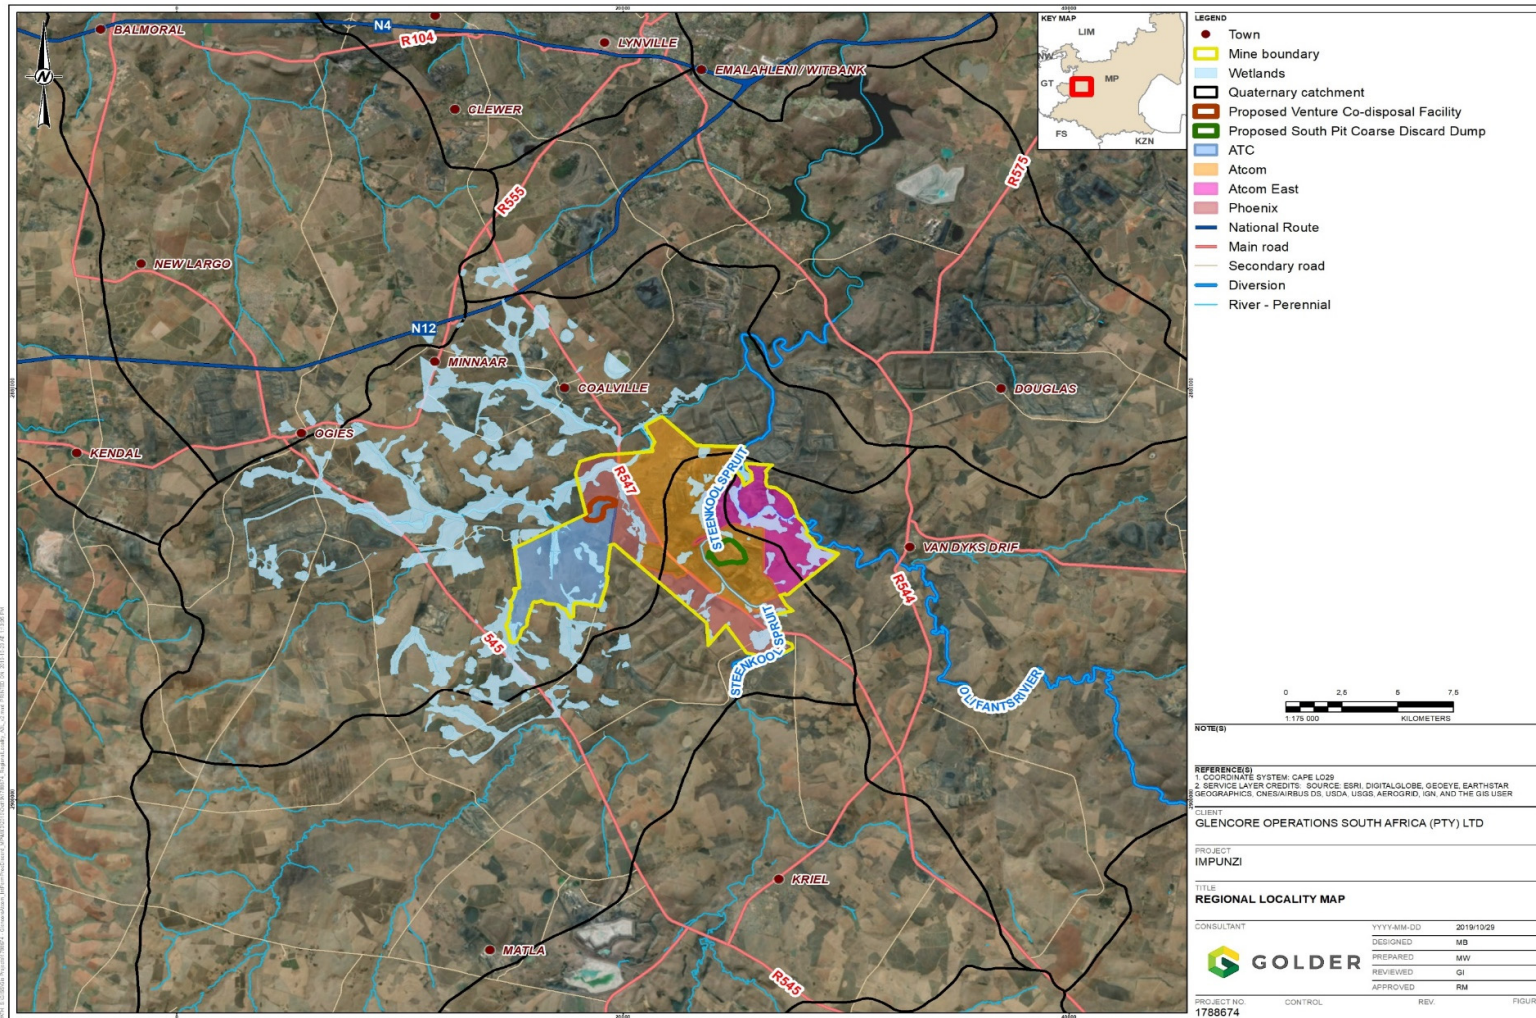 BALMORAL
N4
R104
LYNVILLE
EMALAHLENI / WITBANK
CLEWER
R575
R555
NEW LARGO
N12
MINNAAR
COALVILLE
DOUGLAS
OGIES
KENDAL
R547
STEENKOOLSPRUIT
VAN DYKS DRIF
R544
STEENKOOLSPRUIT
545
OLIFANTSRIVIER
KRIEL
MATLA
R545
N
KEY MAP
LIM
NW
GT
MP
FS
KZN
LEGEND
Town
Mine boundary
Wetlands
Quaternary catchment
Proposed Venture Co-disposal Facility
Proposed South Pit Coarse Discard Dump
ATC
Atcom
Atcom East
Phoenix
National Route
Main road
Secondary road
Diversion
River - Perennial
0 2,5 5 7,5
1:175 000 KILOMETERS
NOTE(S)
REFERENCE(S)
1. COORDINATE SYSTEM: CAPE LO29
2. SERVICE LAYER CREDITS: SOURCE: ESRI, DIGITALGLOBE, GEOEYE, EARTHSTAR
GEOGRAPHICS, CNES/AIRBUS DS, USDA, USGS, AEROGRID, IGN, AND THE GIS USER
CLIENT
GLENCORE OPERATIONS SOUTH AFRICA (PTY) LTD
PROJECT
IMPUNZI
TITLE
REGIONAL LOCALITY MAP
CONSULTANT
YYYY-MM-DD 2019/10/29
DESIGNED MB
PREPARED MW
REVIEWED GI
APPROVED RM
GOLDER
PROJECT NO. CONTROL REV. FIGUR
1788674